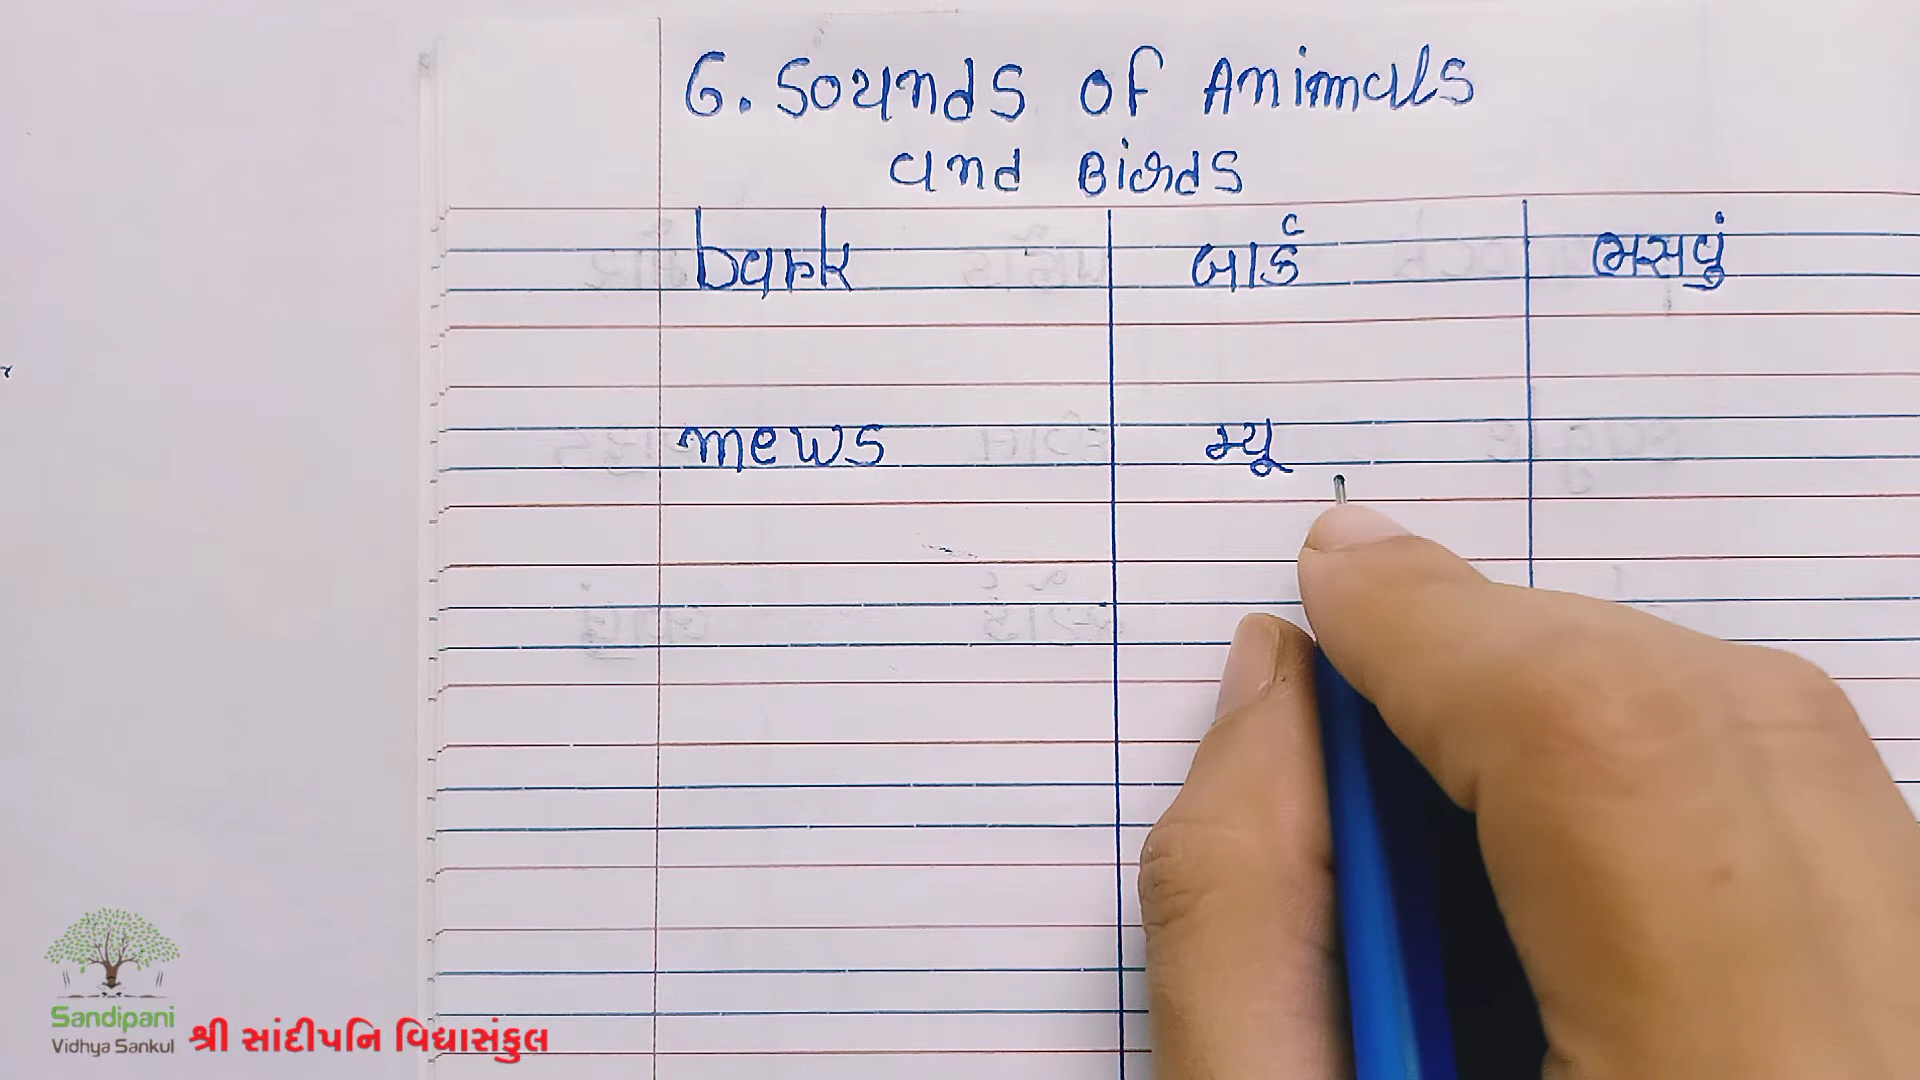 6. Sounds of Animals
and Birds
bark બાર્ક ભસવું
mews મ્યૂ
Sandipani
Vidhya Sankul
શ્રી સાંદીપનિ વિદ્યાસંકુલ